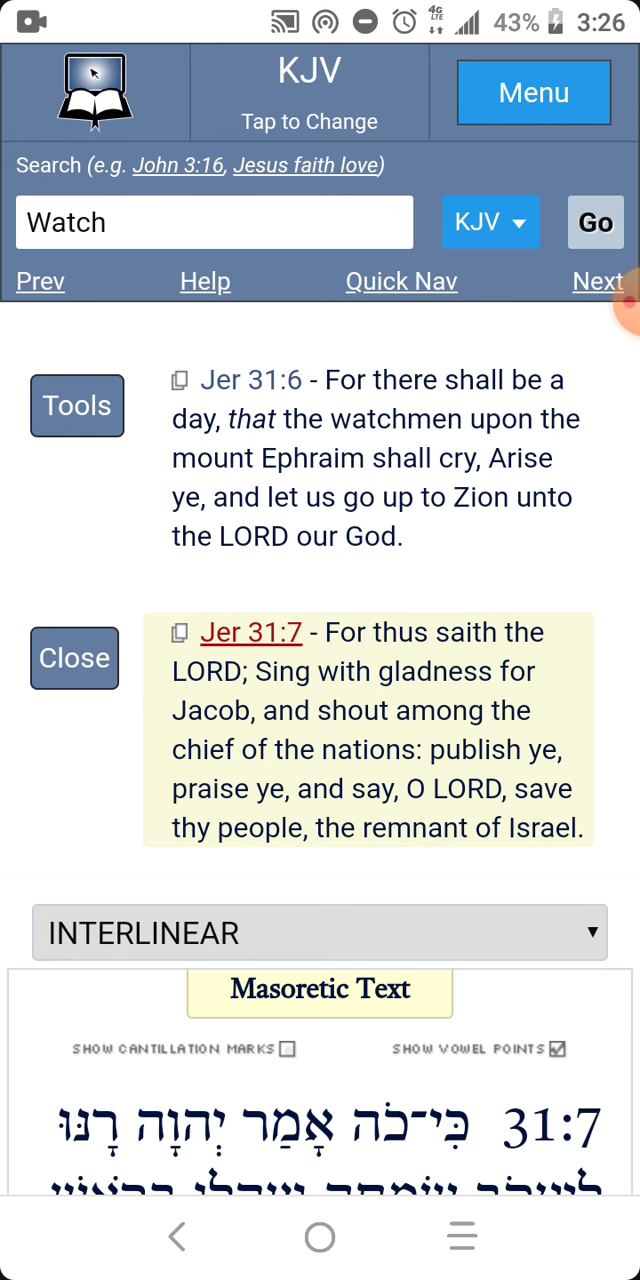 4G
LTE
43%
3:26
KJV
Tap to Change
Menu
Search (e.g. John 3:16, Jesus faith love)
Watch
KJV
Go
Prev
Help
Quick Nav
Next
Tools
Jer 31:6 - For there shall be a
day, that the watchmen upon the
mount Ephraim shall cry, Arise
ye, and let us go up to Zion unto
the LORD our God.
Close
Jer 31:7 - For thus saith the
LORD; Sing with gladness for
Jacob, and shout among the
chief of the nations: publish ye,
praise ye, and say, O LORD, save
thy people, the remnant of Israel.
INTERLINEAR
Masoretic Text
SHOW CANTILLATION MARKS
SHOW VOWEL POINTS
31:7 כִּי־כֹה אָמַר יְהוָה רָנּוּ